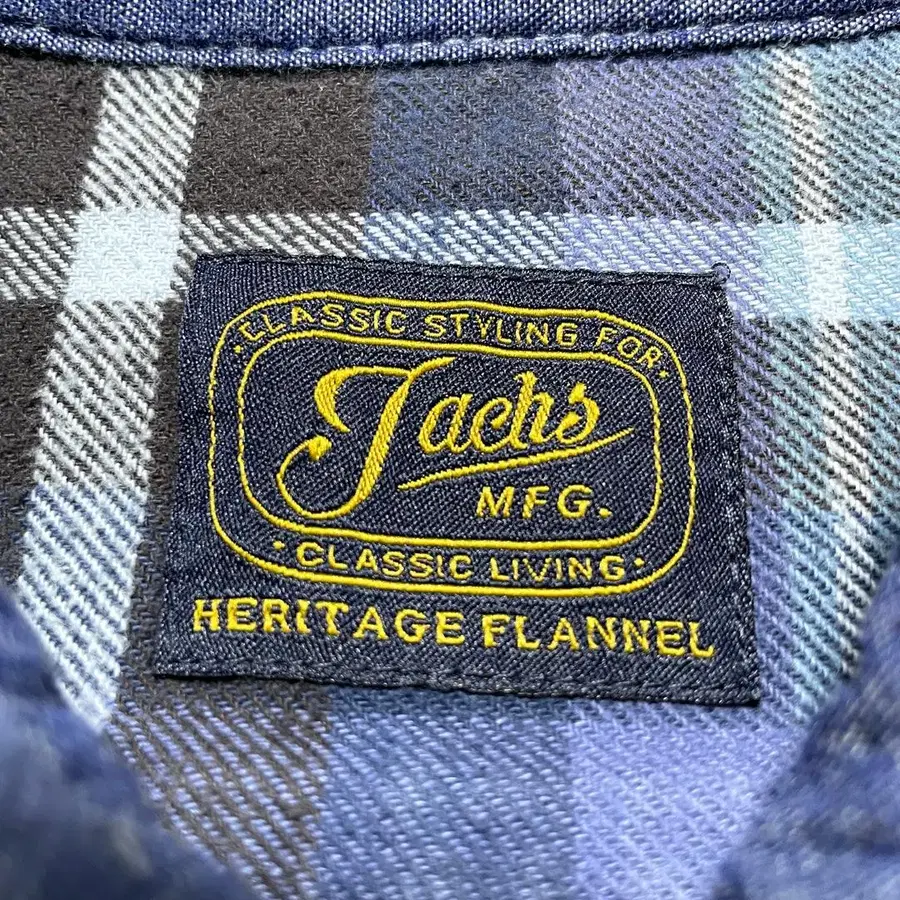 · CLASSIC STYLING FOR ·
Jachs
MFG.
· CLASSIC LIVING ·
HERITAGE FLANNEL